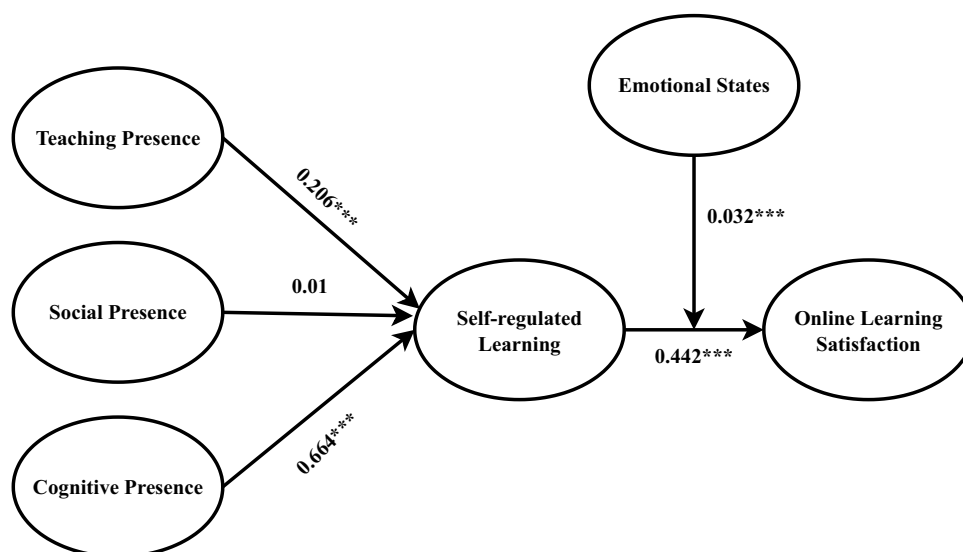 Emotional States
Teaching Presence
0.206***
0.032***
Social Presence
0.01
Self-regulated
Learning
0.442***
Online Learning
Satisfaction
0.664***
Cognitive Presence